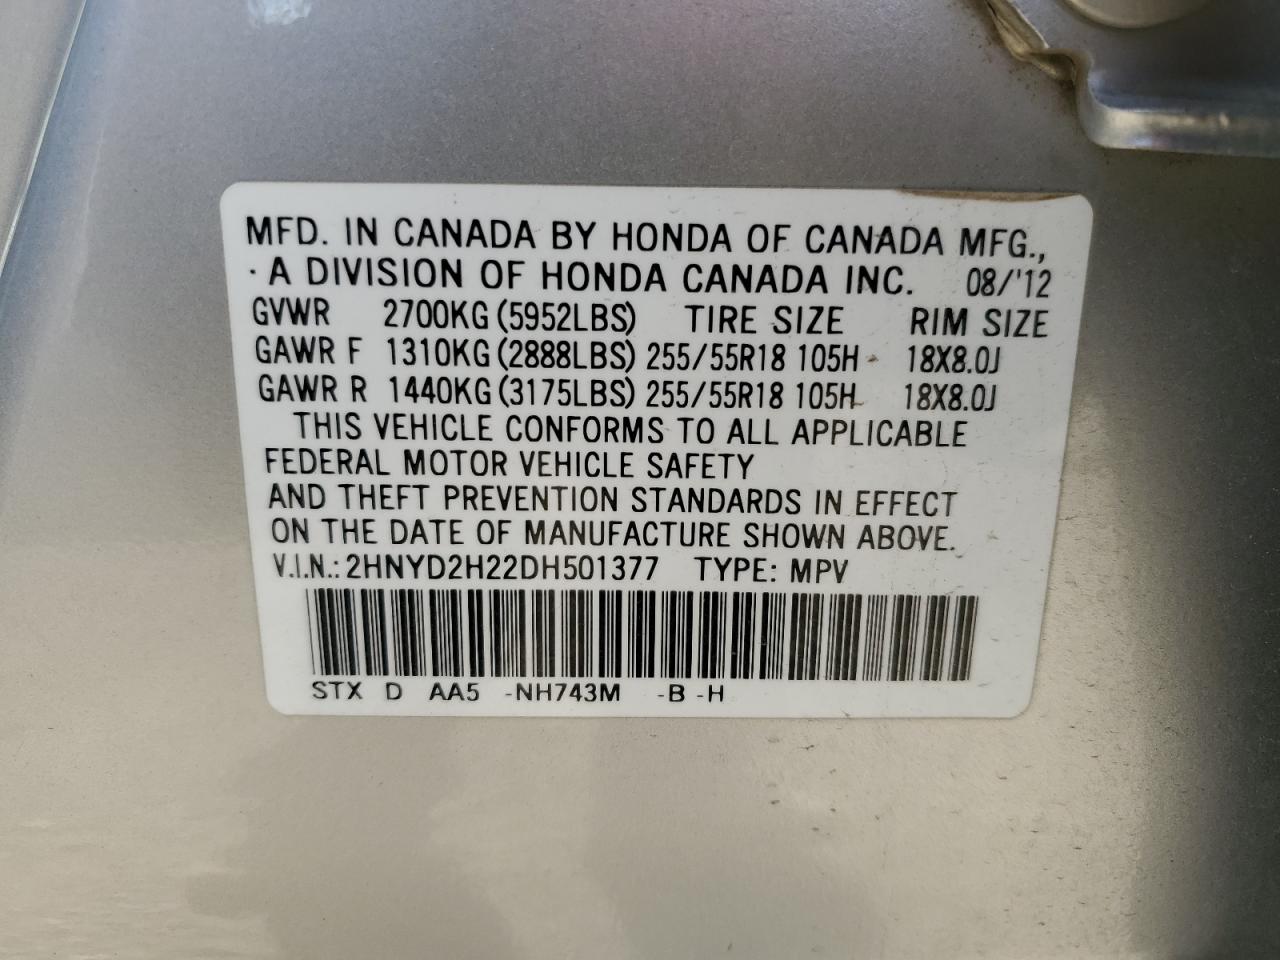 MFD. IN CANADA BY HONDA OF CANADA MFG.,
· A DIVISION OF HONDA CANADA INC. 08/'12
GVWR 2700KG (5952LBS) TIRE SIZE RIM SIZE
GAWR F 1310KG (2888LBS) 255/55R18 105H 18X8.0J
GAWR R 1440KG (3175LBS) 255/55R18 105H 18X8.0J
THIS VEHICLE CONFORMS TO ALL APPLICABLE
FEDERAL MOTOR VEHICLE SAFETY
AND THEFT PREVENTION STANDARDS IN EFFECT
ON THE DATE OF MANUFACTURE SHOWN ABOVE.
V.I.N.: 2HNYD2H22DH501377 TYPE: MPV
STX D AA5 -NH743M -B -H